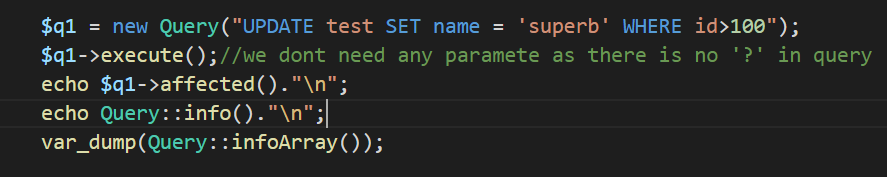 $q1 = new Query("UPDATE test SET name = 'superb' WHERE id>100");
$q1->execute();//we dont need any paramete as there is no '?' in query
echo $q1->affected()."\n";
echo Query::info()."\n";
var_dump(Query::infoArray());